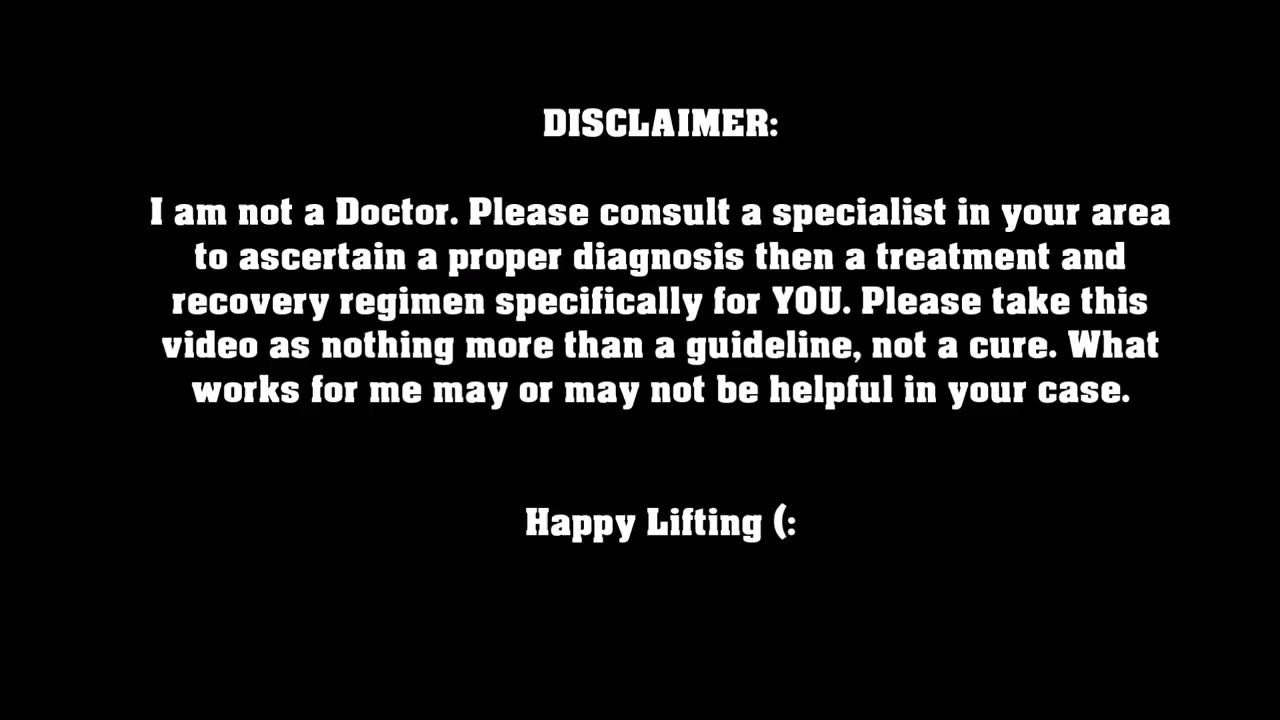 DISCLAIMER:
I am not a Doctor. Please consult a specialist in your area
to ascertain a proper diagnosis then a treatment and
recovery regimen specifically for YOU. Please take this
video as nothing more than a guideline, not a cure. What
works for me may or may not be helpful in your case.
Happy Lifting (: